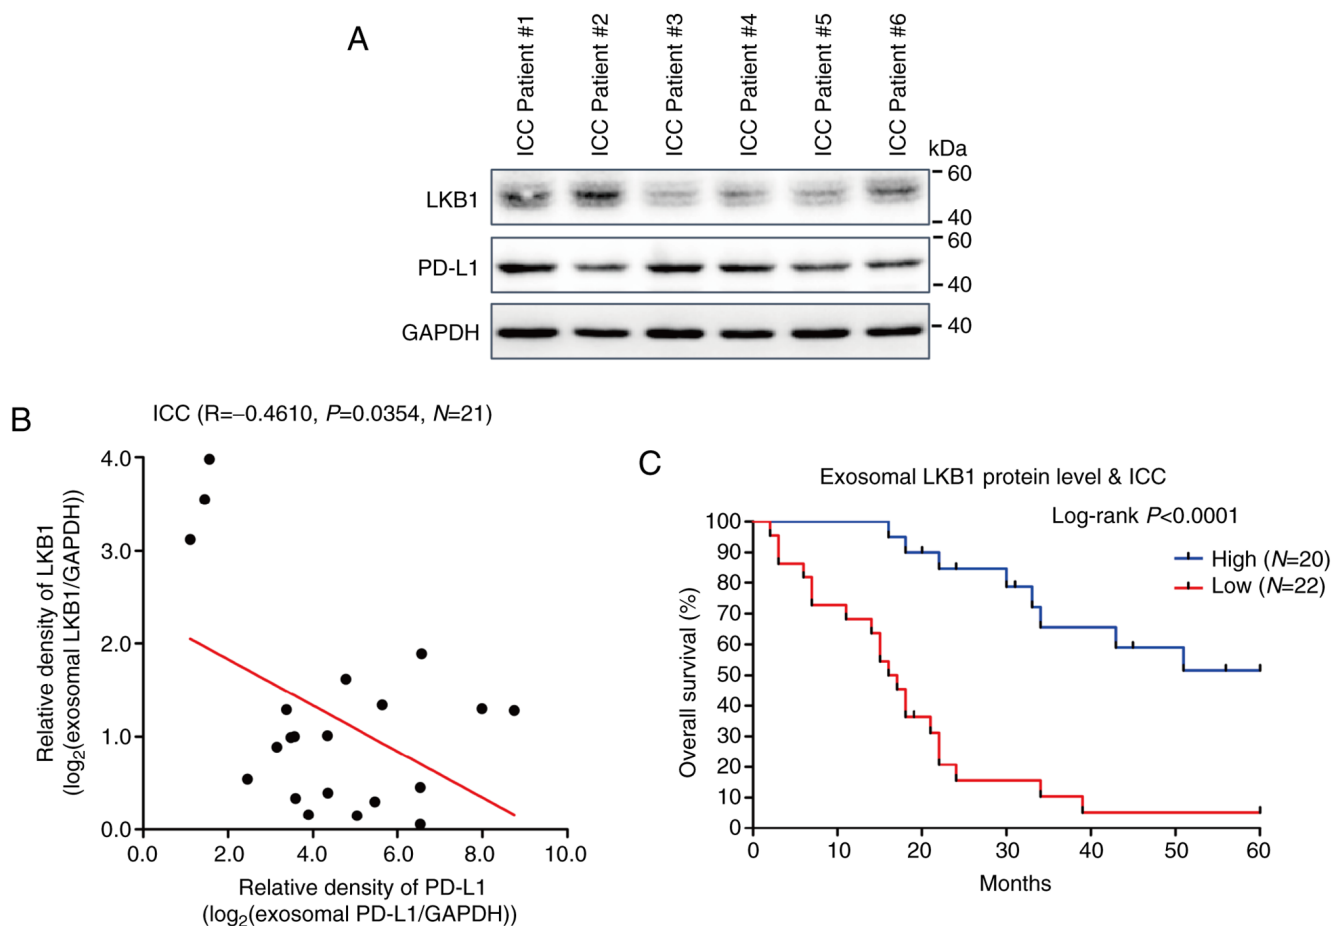 A
ICC Patient #1
ICC Patient #2
ICC Patient #3
ICC Patient #4
ICC Patient #5
ICC Patient #6
kDa
LKB1
60
40
PD-L1
60
40
GAPDH
40
B
ICC (R=−0.4610, P=0.0354, N=21)
Relative density of LKB1
(log₂(exosomal LKB1/GAPDH))
4.0
3.0
2.0
1.0
0.0
0.0 2.0 4.0 6.0 8.0 10.0
Relative density of PD-L1
(log₂(exosomal PD-L1/GAPDH))
C
Exosomal LKB1 protein level & ICC
Log-rank P<0.0001
High (N=20)
Low (N=22)
Overall survival (%)
100
90
80
70
60
50
40
30
20
10
0
0 10 20 30 40 50 60
Months